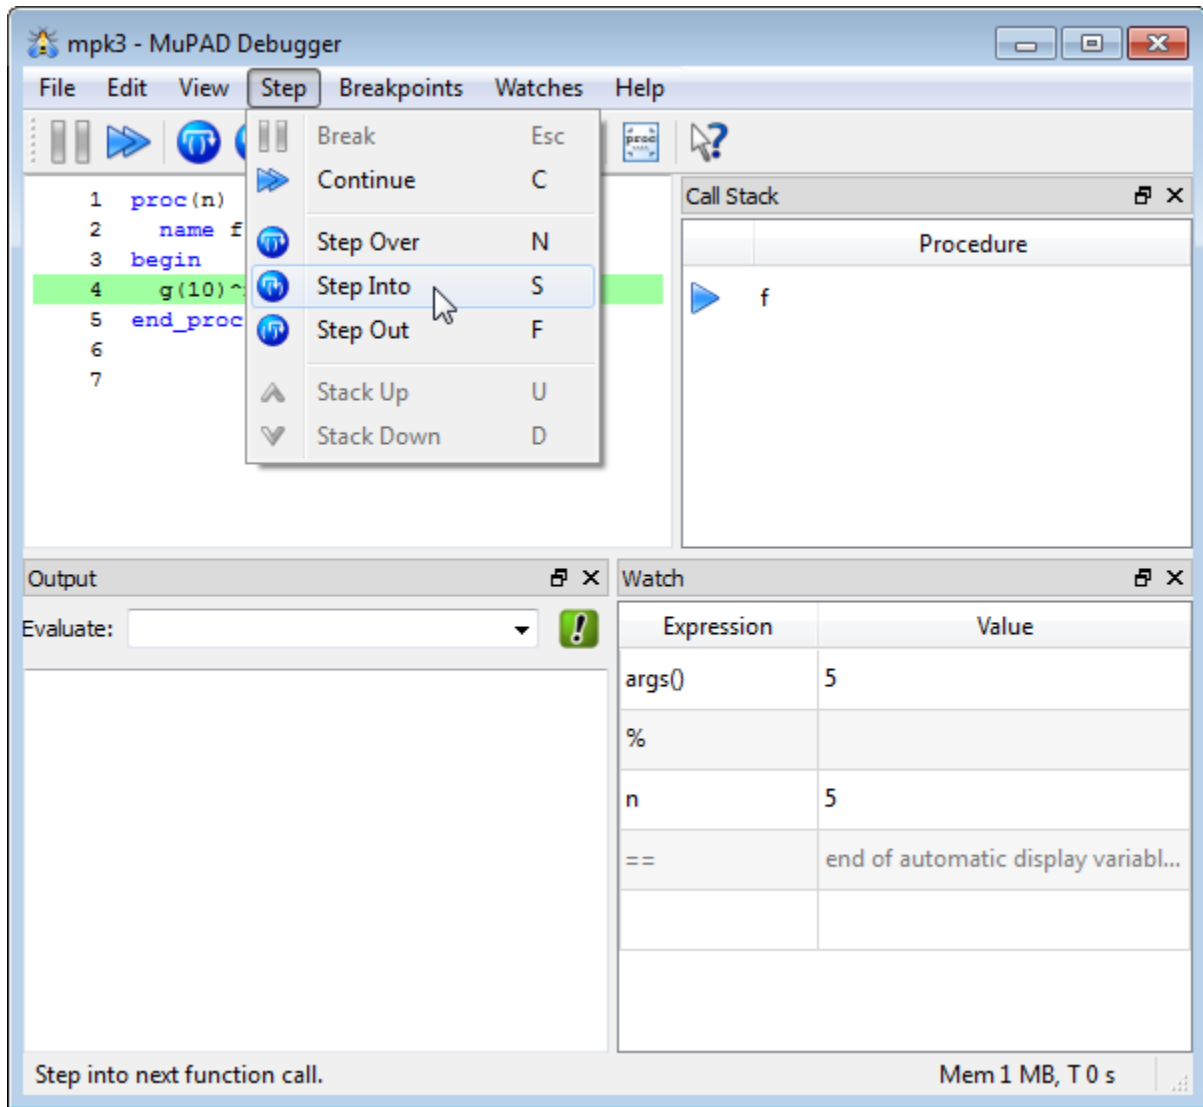 mpk3 - MuPAD Debugger
File Edit View Step Breakpoints Watches Help
Break Esc
Continue C
Step Over N
Step Into S
Step Out F
Stack Up U
Stack Down D
proc
1 proc(n)
2 name f
3 begin
4 g(10)^
5 end_proc
6
7
Call Stack
Procedure
f
Output
Evaluate:
Watch
Expression Value
args() 5
%
n 5
== end of automatic display variabl...
Step into next function call.
Mem 1 MB, T 0 s